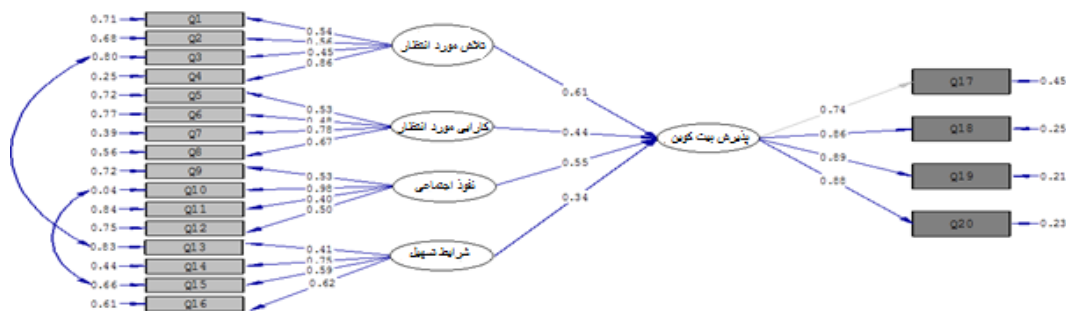 0.71 Q1
0.68 Q2
0.80 Q3
0.25 Q4
0.72 Q5
0.77 Q6
0.39 Q7
0.56 Q8
0.72 Q9
0.04 Q10
0.84 Q11
0.75 Q12
0.83 Q13
0.44 Q14
0.66 Q15
0.61 Q16
0.54
0.56
0.45
0.86
تلاش مورد انتظار
0.53
0.48
0.78
0.67
کارایی مورد انتظار
0.53
0.98
0.40
0.50
نفوذ اجتماعی
0.41
0.75
0.59
0.62
شرایط تسهیل
0.61
0.44
0.55
0.34
پذیرش بیت کوین
0.74
0.86
0.89
0.88
Q17 0.45
Q18 0.25
Q19 0.21
Q20 0.23